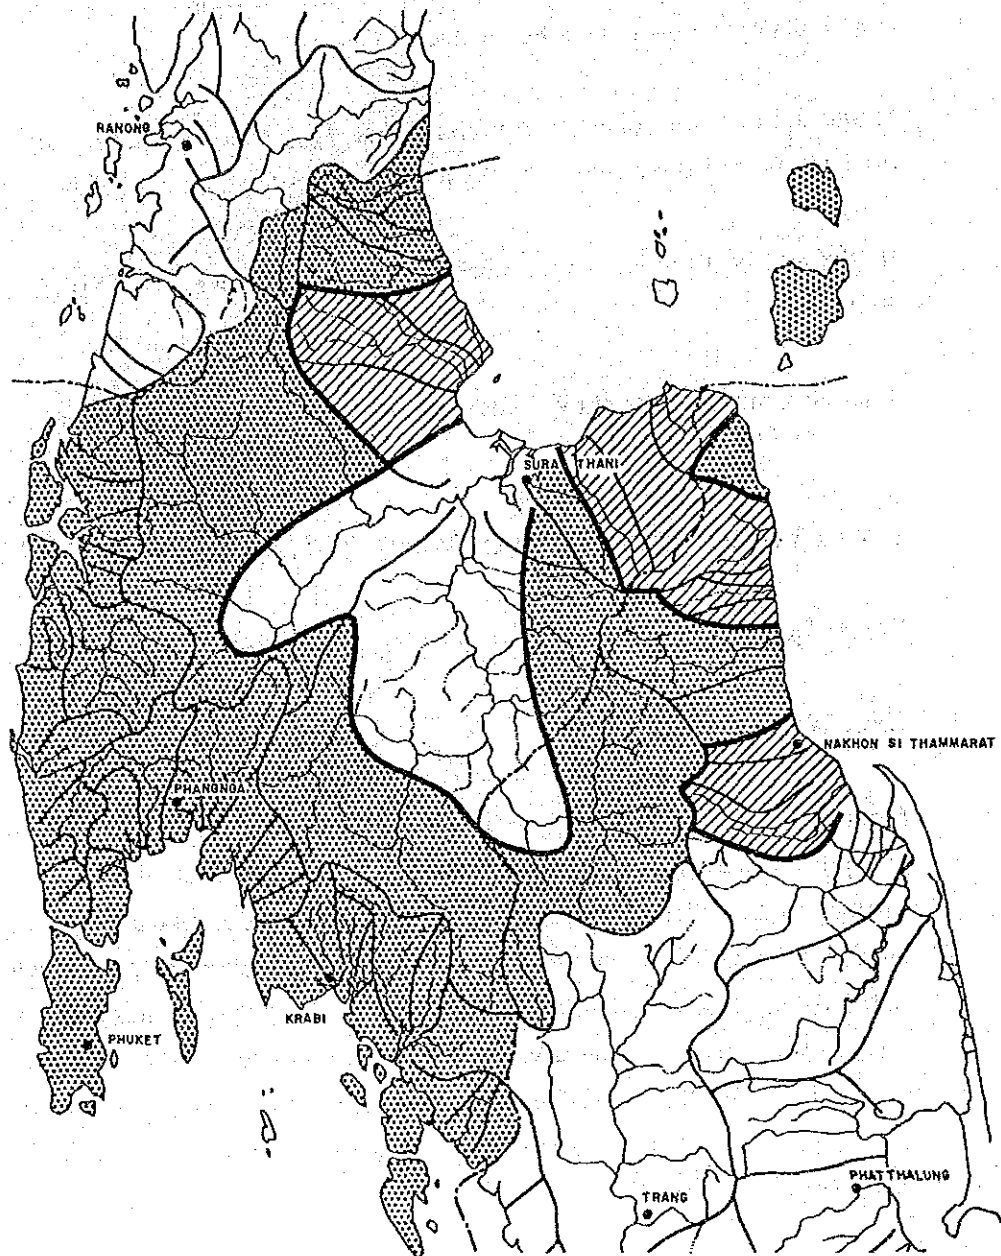 RANONG
SURA THANI
NAKHON SI THAMMARAT
PHANGNGA
KRABI
PHUKET
PHATTHALUNG
TRANG